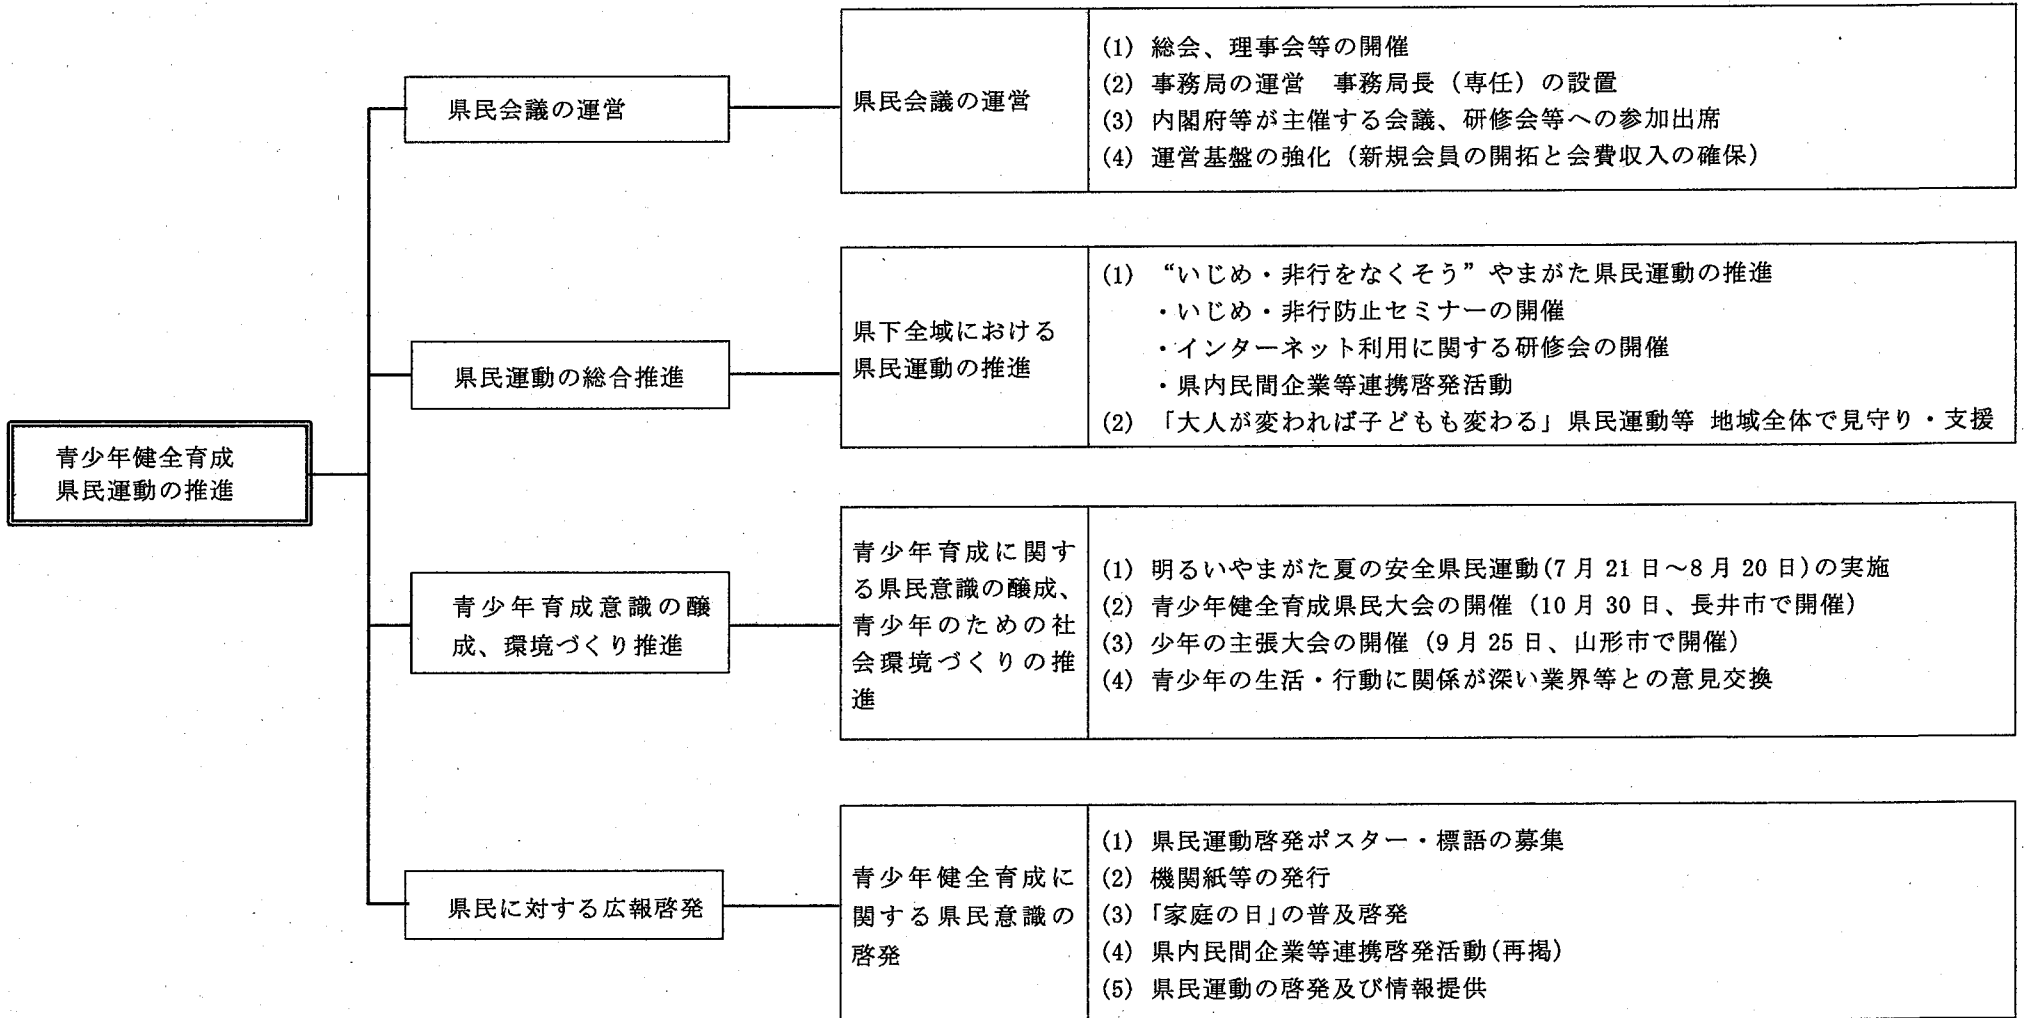 青少年健全育成
県民運動の推進
県民会議の運営
県民会議の運営
(1) 総会、理事会等の開催
(2) 事務局の運営　事務局長（専任）の設置
(3) 内閣府等が主催する会議、研修会等への参加出席
(4) 運営基盤の強化（新規会員の開拓と会費収入の確保）
県民運動の総合推進
県下全域における
県民運動の推進
(1) “いじめ・非行をなくそう”やまがた県民運動の推進
・いじめ・非行防止セミナーの開催
・インターネット利用に関する研修会の開催
・県内民間企業等連携啓発活動
(2) 「大人が変われば子どもも変わる」県民運動等 地域全体で見守り・支援
青少年育成意識の醸
成、環境づくり推進
青少年育成に関す
る県民意識の醸成、
青少年のための社
会環境づくりの推
進
(1) 明るいやまがた夏の安全県民運動(7月21日～8月20日)の実施
(2) 青少年健全育成県民大会の開催（10月30日、長井市で開催）
(3) 少年の主張大会の開催（9月25日、山形市で開催）
(4) 青少年の生活・行動に関係が深い業界等との意見交換
県民に対する広報啓発
青少年健全育成に
関する県民意識の
啓発
(1) 県民運動啓発ポスター・標語の募集
(2) 機関紙等の発行
(3) 「家庭の日」の普及啓発
(4) 県内民間企業等連携啓発活動(再掲)
(5) 県民運動の啓発及び情報提供